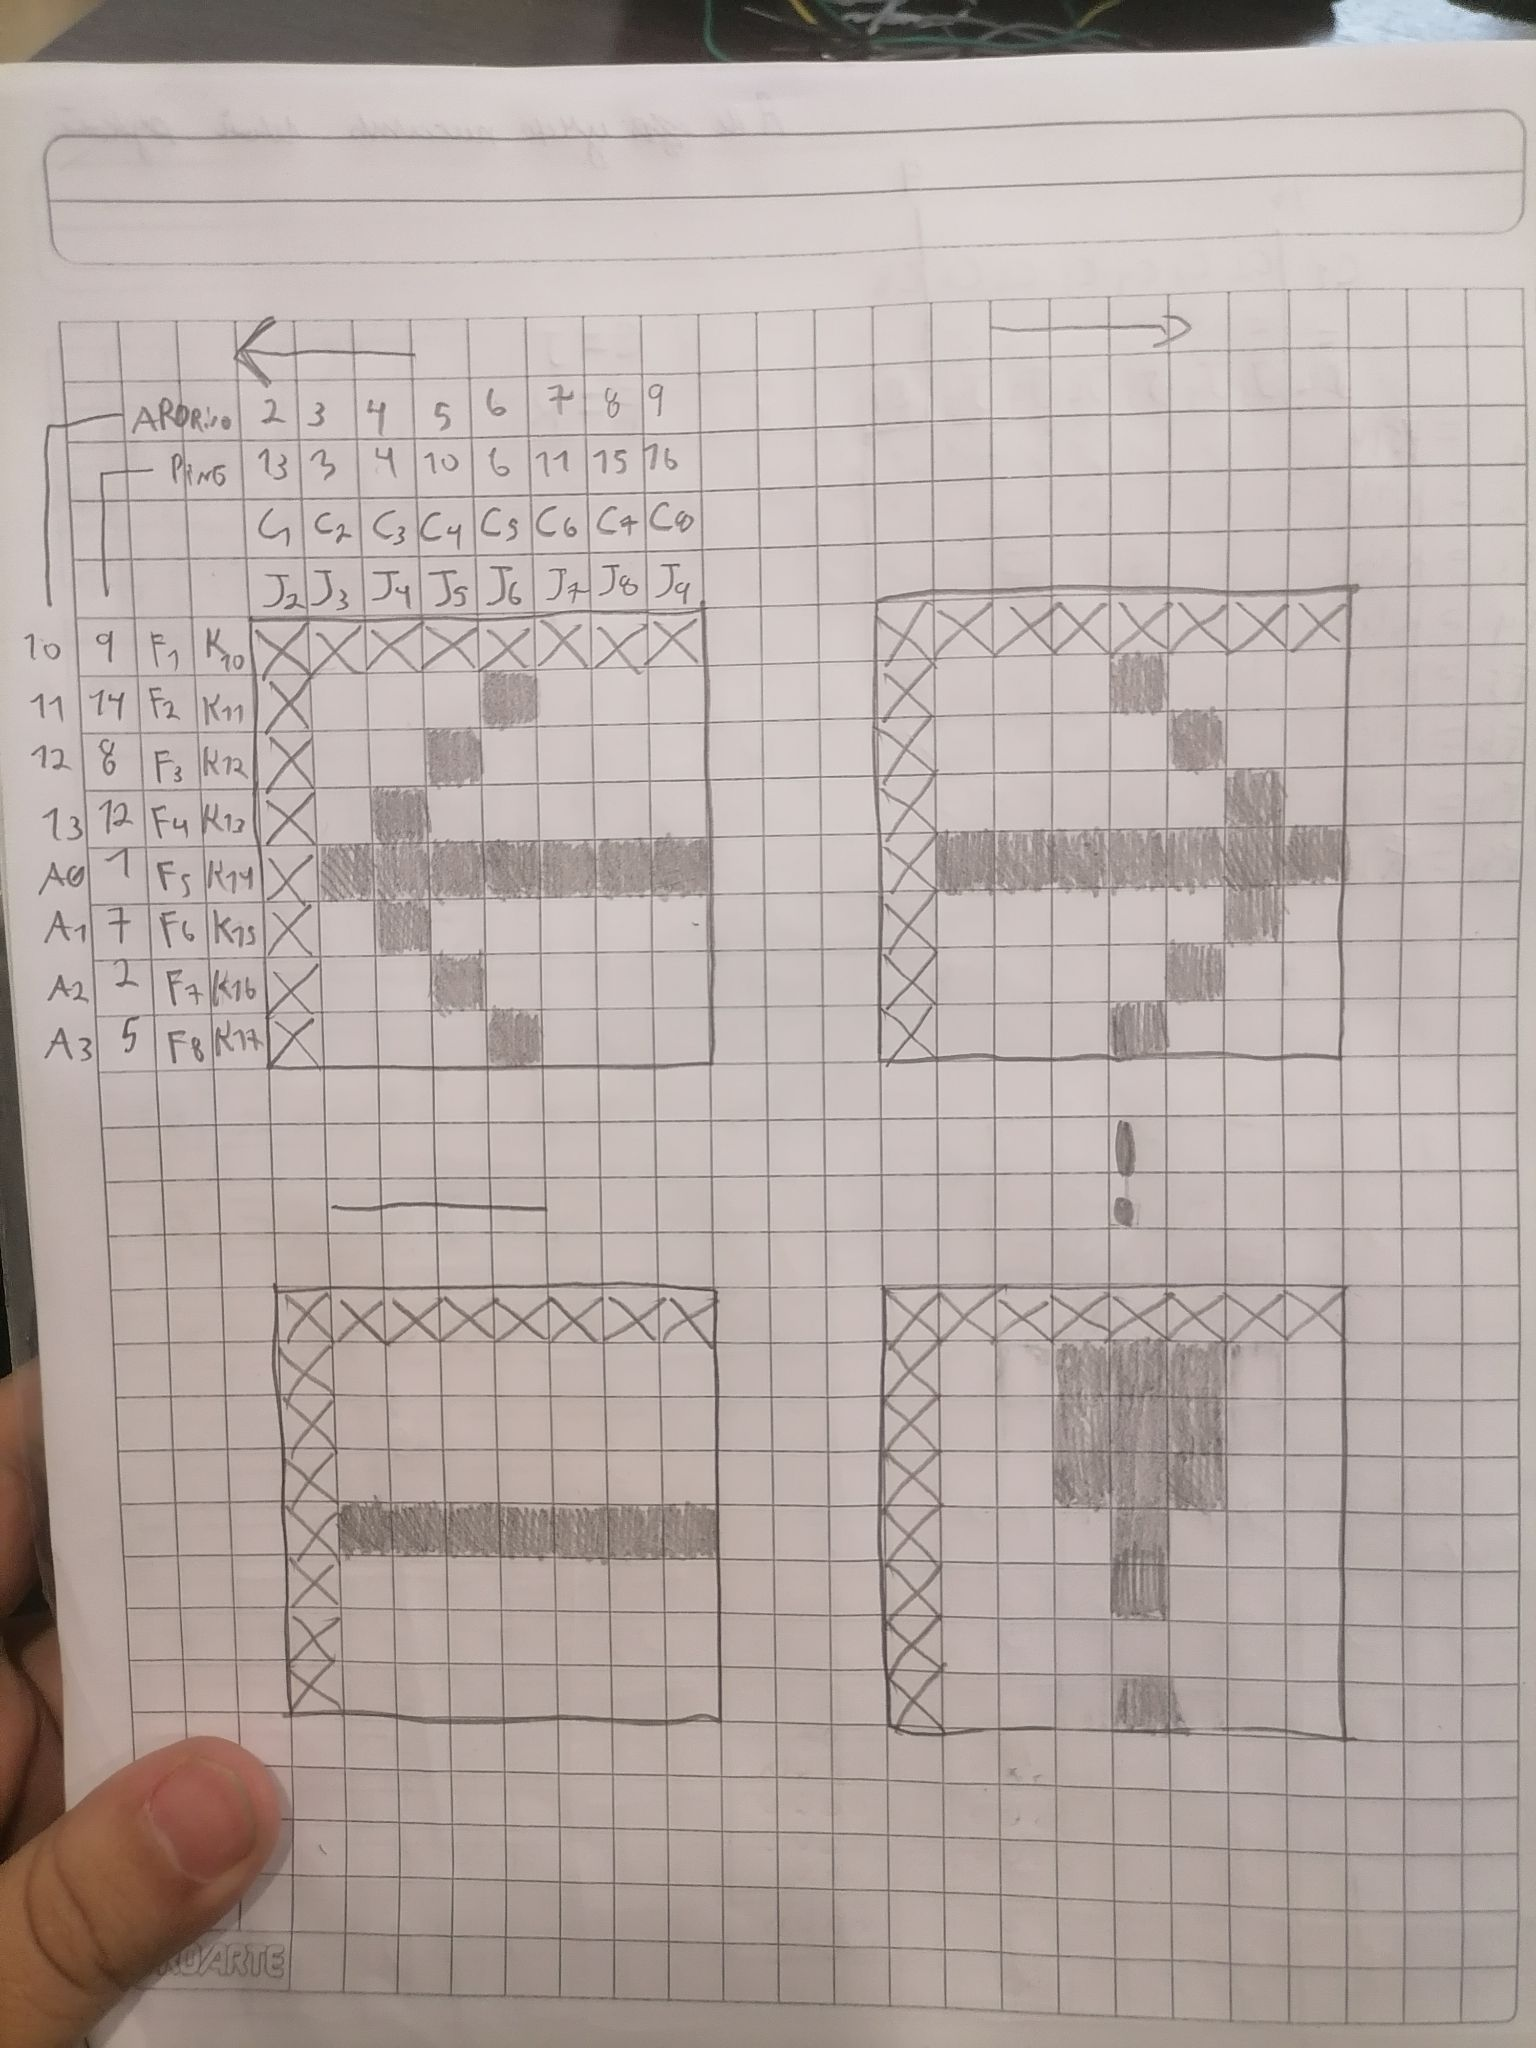 ARDRino 2 3 4 5 6 7 8 9
PinG 13 3 4 10 6 11 15 16
C1 C2 C3 C4 C5 C6 C7 C8
J2 J3 J4 J5 J6 J7 J8 J9
10 9 F1 K10
11 14 F2 K11
12 8 F3 K12
13 12 F4 K13
A0 1 F5 K14
A1 7 F6 K15
A2 2 F7 K16
A3 5 F8 K17
!